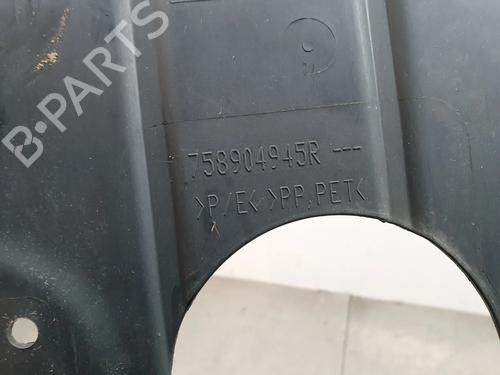 B-PARTS
758904945R ---
>P/E< >PP,PET<